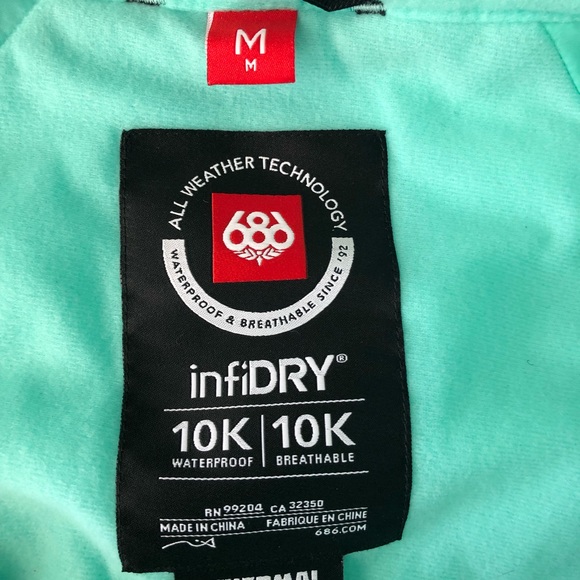 M
M
ALL WEATHER TECHNOLOGY
686
WATERPROOF & BREATHABLE SINCE '92
infiDRY®
10K | 10K
WATERPROOF BREATHABLE
RN 99204 CA 32350
MADE IN CHINA FABRIQUE EN CHINE
686.COM